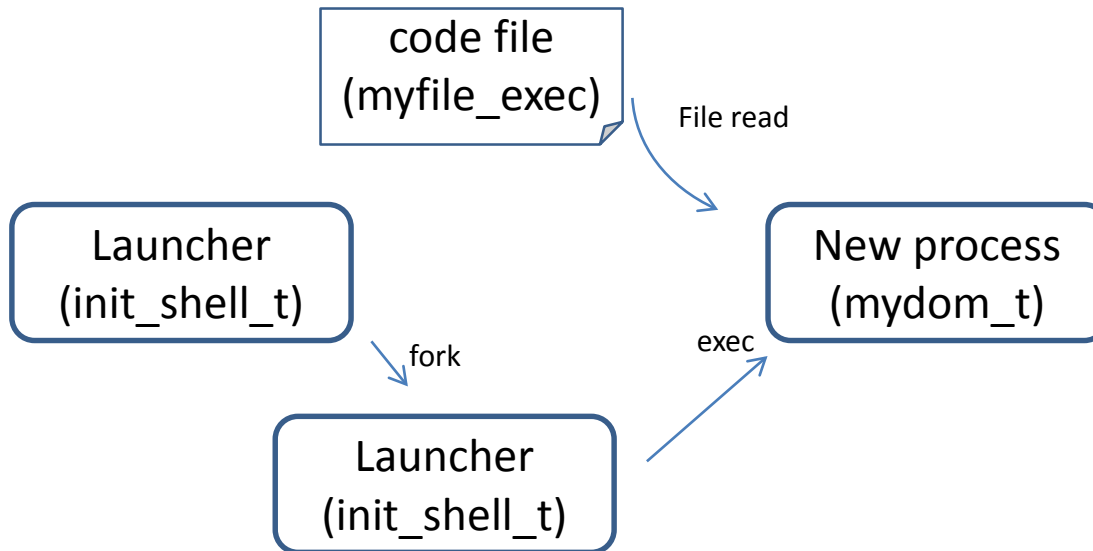 code file
(myfile_exec)
File read
Launcher
(init_shell_t)
New process
(mydom_t)
fork
exec
Launcher
(init_shell_t)